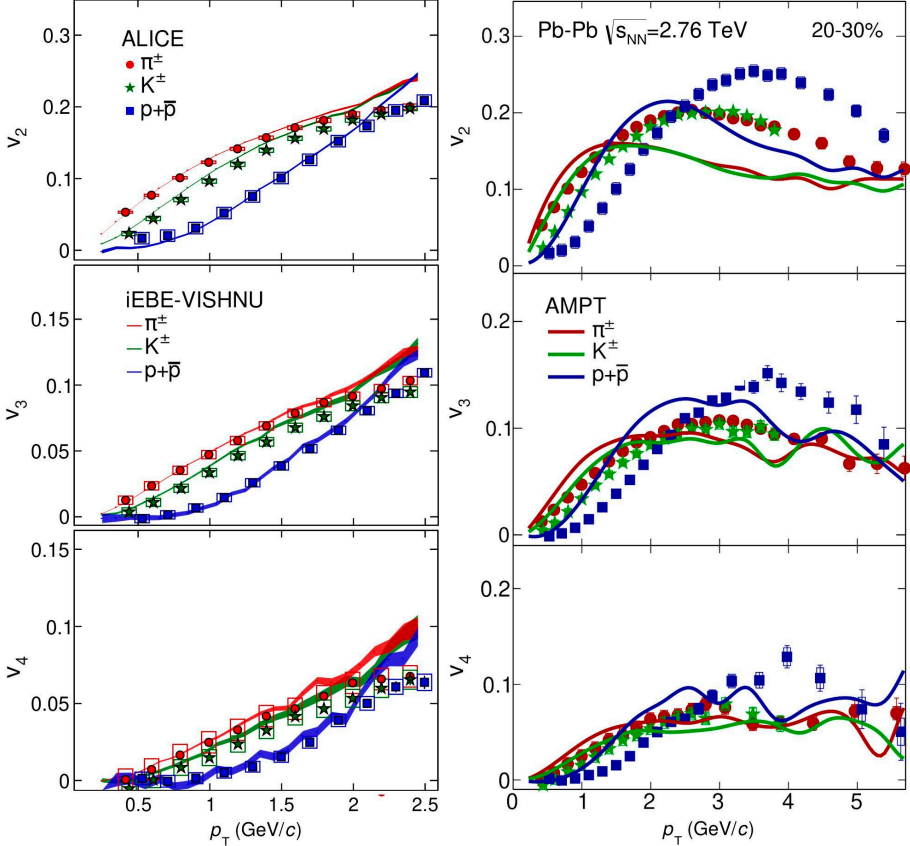 0.3
0.2
0.1
0
v2
ALICE
π±
K±
p+p̅
0.15
0.1
0.05
0
v3
iEBE-VISHNU
π±
K±
p+p̅
0.15
0.1
0.05
0
v4
0.5 1 1.5 2 2.5
pT (GeV/c)
0.3
0.2
0.1
0
v2
Pb-Pb √sNN=2.76 TeV 20-30%
0.2
0.1
0
v3
AMPT
π±
K±
p+p̅
0.2
0.1
0
v4
0 1 2 3 4 5
pT (GeV/c)